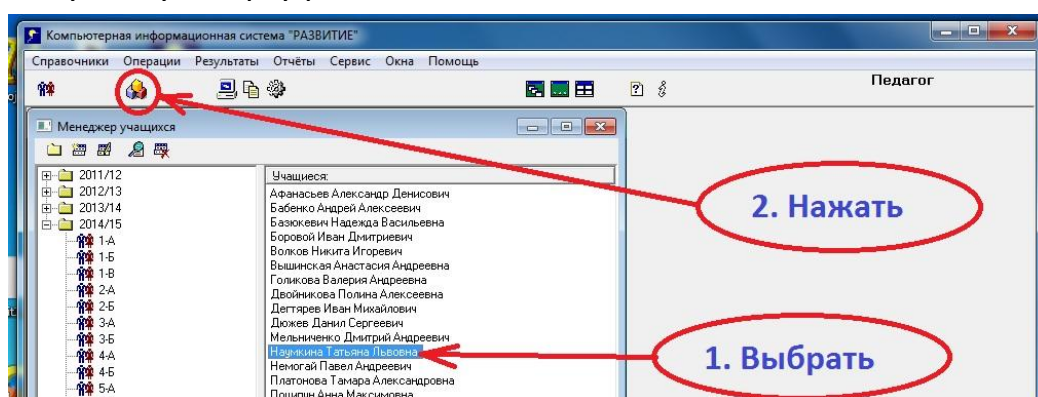 Компьютерная информационная система "РАЗВИТИЕ"
Справочники Операции Результаты Отчёты Сервис Окна Помощь
Педагог
Менеджер учащихся
2011/12
2012/13
2013/14
2014/15
1-А
1-Б
1-В
2-А
2-Б
3-А
3-Б
4-А
4-Б
5-А
Учащиеся:
Афанасьев Александр Денисович
Бабенко Андрей Алексеевич
Базюкевич Надежда Васильевна
Боровой Иван Дмитриевич
Волков Никита Игоревич
Вышинская Анастасия Андреевна
Голикова Валерия Андреевна
Двойникова Полина Алексеевна
Дегтярев Иван Михайлович
Дюжев Данил Сергеевич
Мельниченко Дмитрий Андреевич
Наумкина Татьяна Львовна
Немогай Павел Андреевич
Платонова Тамара Александровна
Анна Максимовна
2. Нажать
1. Выбрать